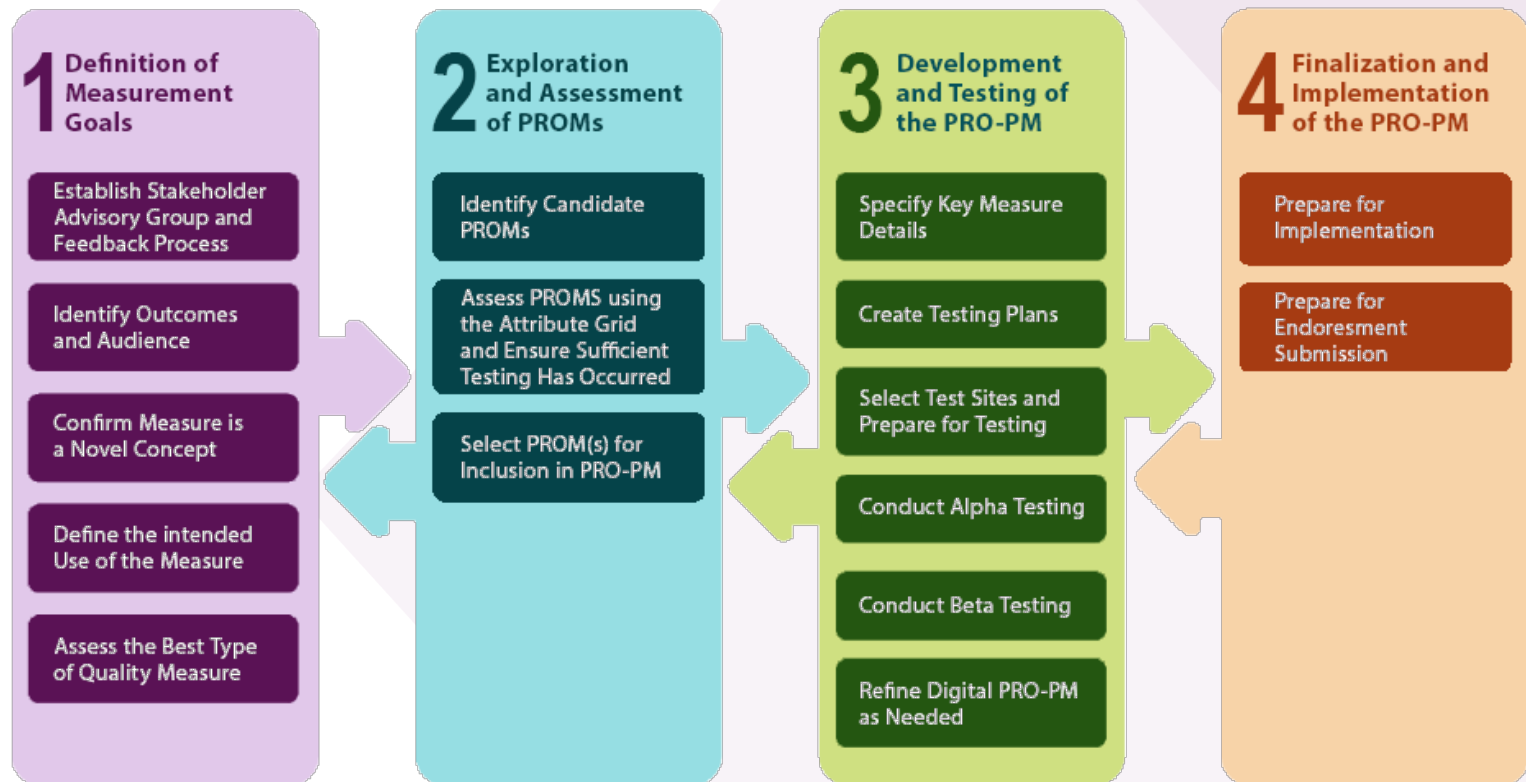 1
Definition of
Measurement
Goals
Establish Stakeholder
Advisory Group and
Feedback Process
Identify Outcomes
and Audience
Confirm Measure is
a Novel Concept
Define the intended
Use of the Measure
Assess the Best Type
of Quality Measure
2
Exploration
and Assessment
of PROMs
Identify Candidate
PROMs
Assess PROMS using
the Attribute Grid
and Ensure Sufficient
Testing Has Occurred
Select PROM(s) for
Inclusion in PRO-PM
3
Development
and Testing of
the PRO-PM
Specify Key Measure
Details
Create Testing Plans
Select Test Sites and
Prepare for Testing
Conduct Alpha Testing
Conduct Beta Testing
Refine Digital PRO-PM
as Needed
4
Finalization and
Implementation
of the PRO-PM
Prepare for
Implementation
Prepare for
Endoresment
Submission